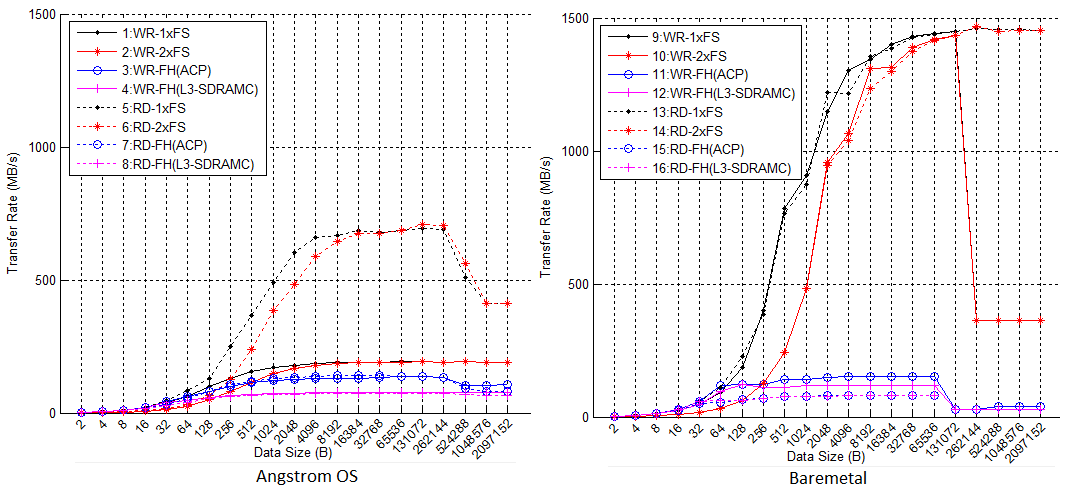 1500
1000
500
0
Transfer Rate (MB/s)
1:WR-1xFS
2:WR-2xFS
3:WR-FH(ACP)
4:WR-FH(L3-SDRAMC)
5:RD-1xFS
6:RD-2xFS
7:RD-FH(ACP)
8:RD-FH(L3-SDRAMC)
2
4
8
16
32
64
128
256
512
1024
2048
4096
8192
16384
32768
65536
131072
262144
524288
1048576
2097152
Data Size (B)
Angstrom OS
1500
1000
500
0
Transfer Rate (MB/s)
9:WR-1xFS
10:WR-2xFS
11:WR-FH(ACP)
12:WR-FH(L3-SDRAMC)
13:RD-1xFS
14:RD-2xFS
15:RD-FH(ACP)
16:RD-FH(L3-SDRAMC)
2
4
8
16
32
64
128
256
512
1024
2048
4096
8192
16384
32768
65536
131072
262144
524288
1048576
2097152
Data Size (B)
Baremetal